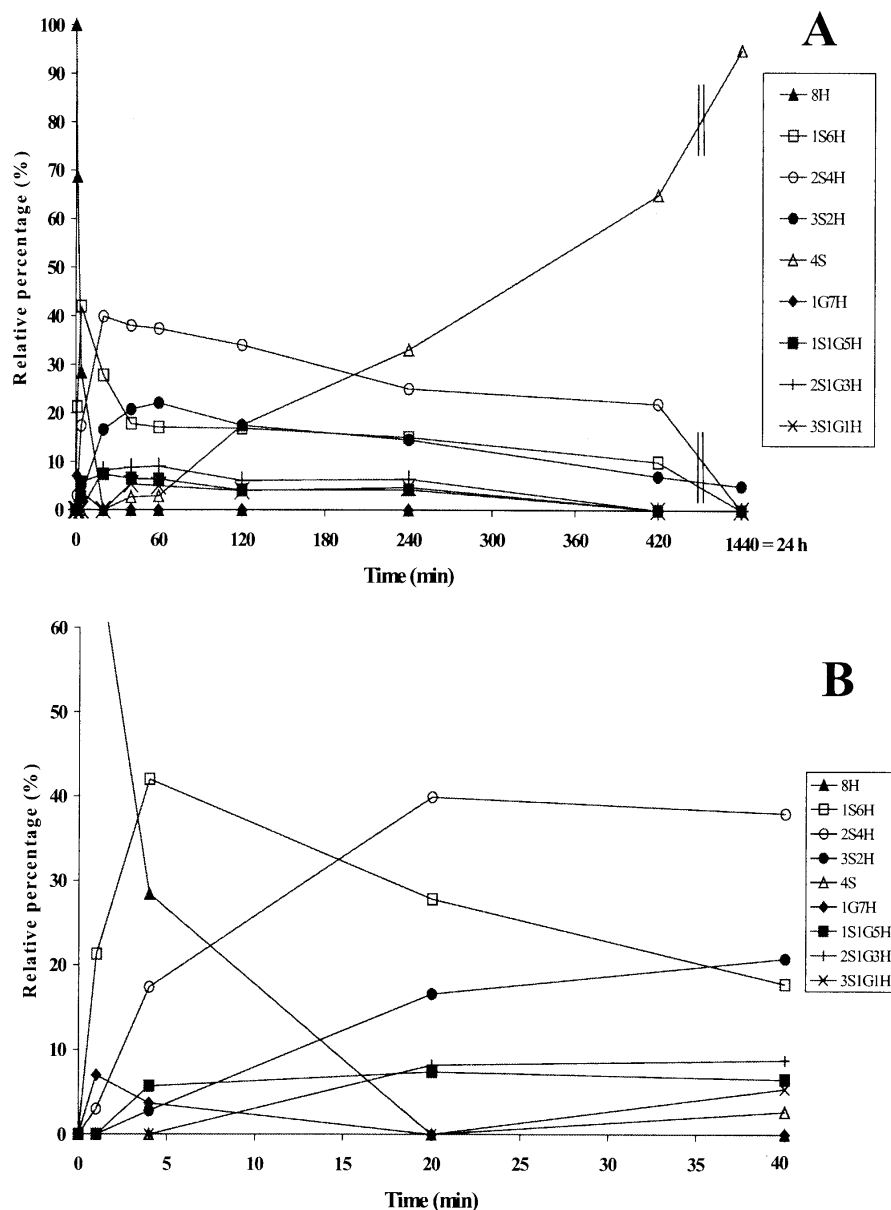 A
100
90
80
70
60
50
40
30
20
10
0
Relative percentage (%)
0 60 120 180 240 300 360 420 1440 = 24 h
Time (min)
8H
1S6H
2S4H
3S2H
4S
1G7H
1S1G5H
2S1G3H
3S1G1H
B
60
50
40
30
20
10
0
Relative percentage (%)
0 5 10 15 20 25 30 35 40
Time (min)
8H
1S6H
2S4H
3S2H
4S
1G7H
1S1G5H
2S1G3H
3S1G1H